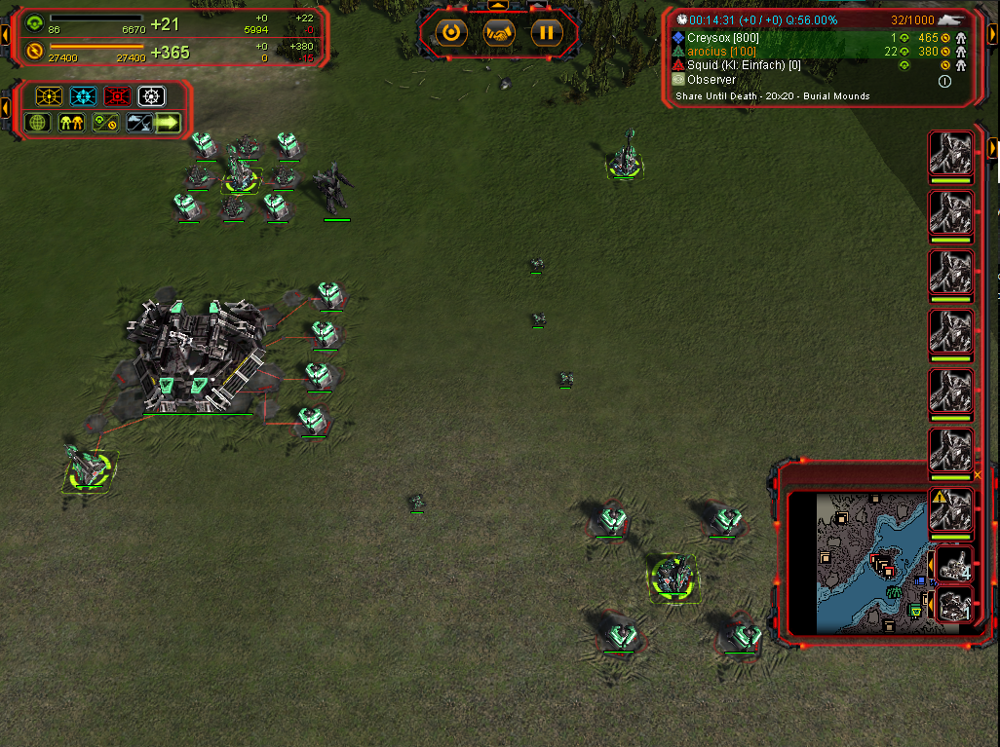 +21 +0 +22
86 6670 5994 -0
+365 +0 +380
27400 27400 0 -15
00:14:31 (+0 / +0) Q:56.00% 32/1000
Creysox [800] 1 465
arocius [100] 22 380
Squid (KI: Einfach) [0]
Observer
Share Until Death - 20x20 - Burial Mounds
4
1